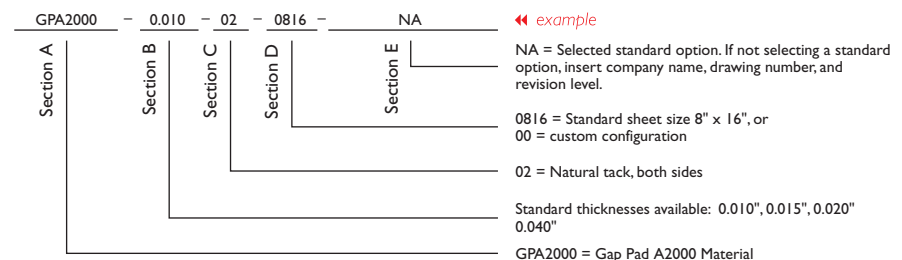 GPA2000 – 0.010 – 02 – 0816 – NA
◀◀ example
Section A
Section B
Section C
Section D
Section E
NA = Selected standard option. If not selecting a standard
option, insert company name, drawing number, and
revision level.
0816 = Standard sheet size 8" x 16", or
00 = custom configuration
02 = Natural tack, both sides
Standard thicknesses available: 0.010", 0.015", 0.020"
0.040"
GPA2000 = Gap Pad A2000 Material